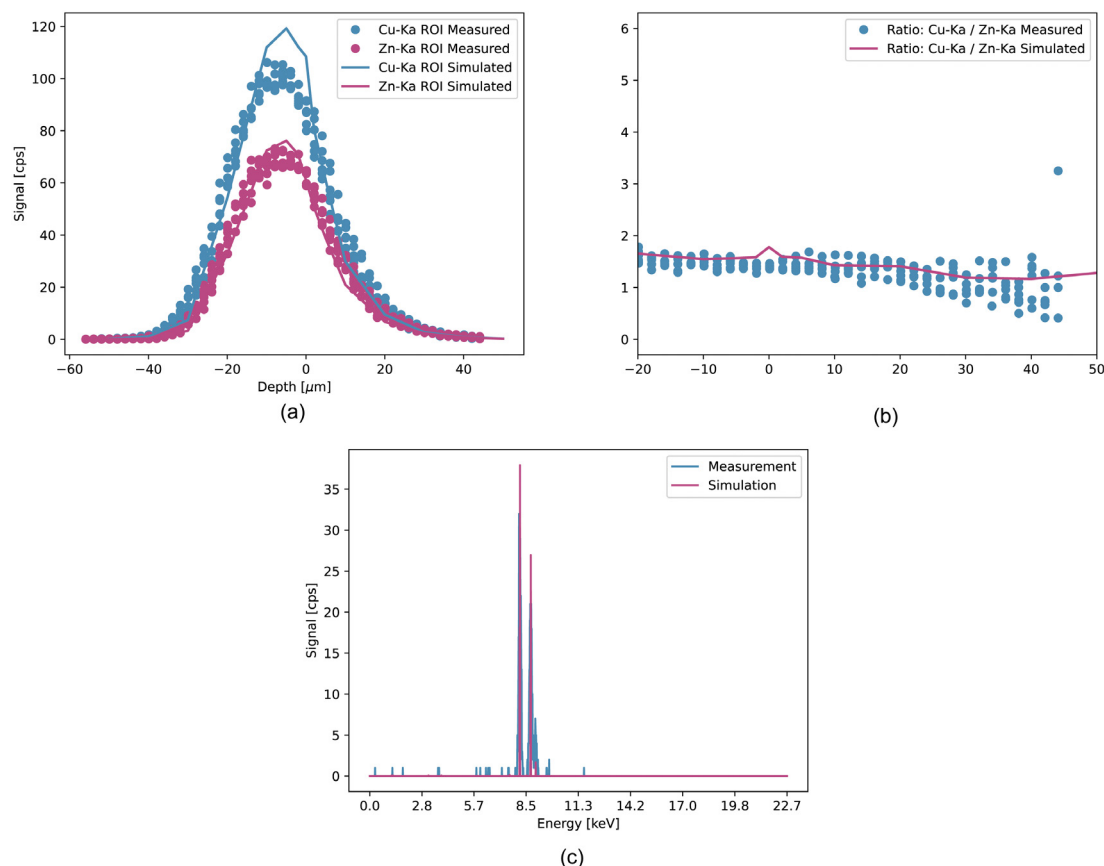 120
100
80
60
40
20
0
Signal [cps]
Cu-Ka ROI Measured
Zn-Ka ROI Measured
Cu-Ka ROI Simulated
Zn-Ka ROI Simulated
−60 −40 −20 0 20 40
Depth [μm]
(a)
6
5
4
3
2
1
0
Ratio: Cu-Ka / Zn-Ka Measured
Ratio: Cu-Ka / Zn-Ka Simulated
−20 −10 0 10 20 30 40 50
(b)
35
30
25
20
15
10
5
0
Signal [cps]
Measurement
Simulation
0.0 2.8 5.7 8.5 11.3 14.2 17.0 19.8 22.7
Energy [keV]
(c)